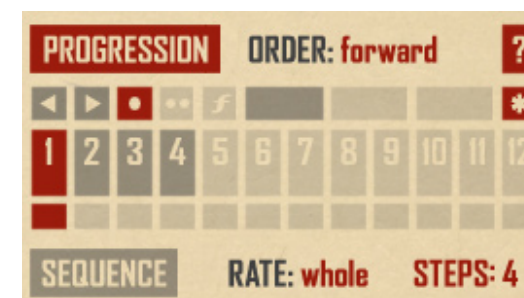 PROGRESSION ORDER: forward ?
f *
1 2 3 4 5 6 7 8 9 10 11 12
SEQUENCE RATE: whole STEPS: 4